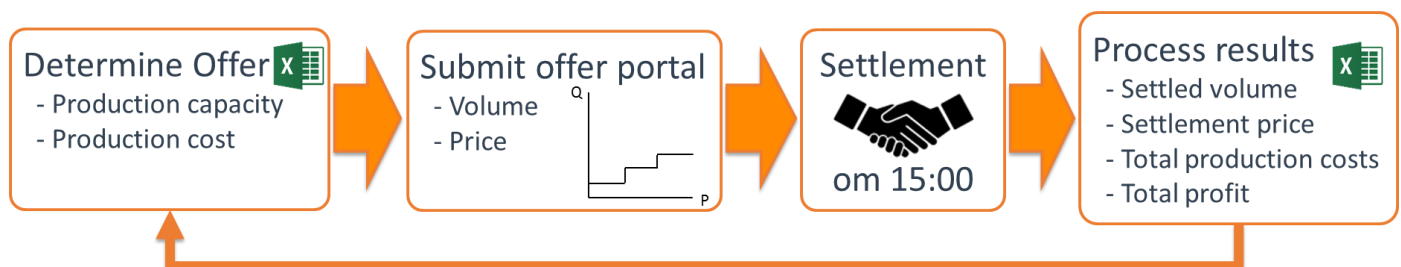 Determine Offer
X
- Production capacity
- Production cost
Submit offer portal
- Volume
- Price
Q
P
Settlement
om 15:00
Process results
X
- Settled volume
- Settlement price
- Total production costs
- Total profit